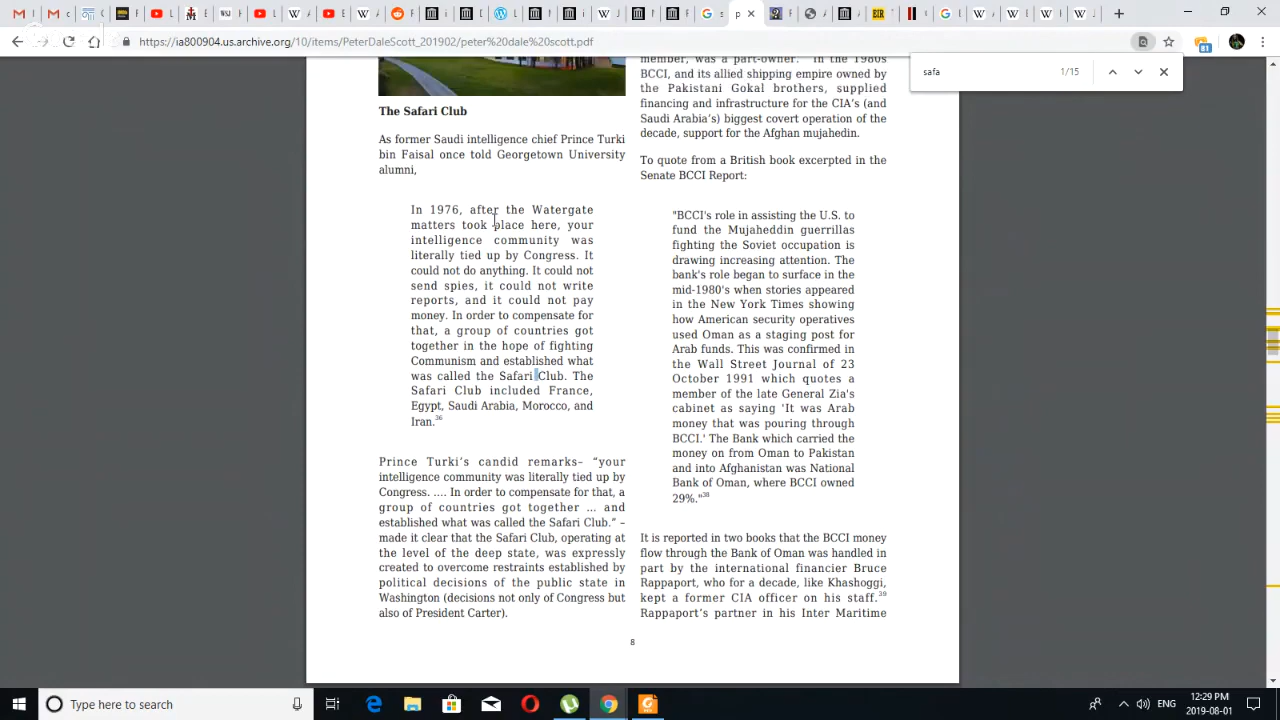 https://ia800904.us.archive.org/10/items/PeterDaleScott_201902/peter%20dale%20scott.pdf
81
safa
1/15
The Safari Club
As former Saudi intelligence chief Prince Turki
bin Faisal once told Georgetown University
alumni,
In 1976, after the Watergate
matters took place here, your
intelligence community was
literally tied up by Congress. It
could not do anything. It could not
send spies, it could not write
reports, and it could not pay
money. In order to compensate for
that, a group of countries got
together in the hope of fighting
Communism and established what
was called the Safari Club. The
Safari Club included France,
Egypt, Saudi Arabia, Morocco, and
Iran.36
Prince Turki’s candid remarks– “your
intelligence community was literally tied up by
Congress. …. In order to compensate for that, a
group of countries got together … and
established what was called the Safari Club.” –
made it clear that the Safari Club, operating at
the level of the deep state, was expressly
created to overcome restraints established by
political decisions of the public state in
Washington (decisions not only of Congress but
also of President Carter).
member, was a part-owner. In the 1980s
BCCI, and its allied shipping empire owned by
the Pakistani Gokal brothers, supplied
financing and infrastructure for the CIA’s (and
Saudi Arabia’s) biggest covert operation of the
decade, support for the Afghan mujahedin.
To quote from a British book excerpted in the
Senate BCCI Report:
"BCCI's role in assisting the U.S. to
fund the Mujaheddin guerrillas
fighting the Soviet occupation is
drawing increasing attention. The
bank's role began to surface in the
mid-1980's when stories appeared
in the New York Times showing
how American security operatives
used Oman as a staging post for
Arab funds. This was confirmed in
the Wall Street Journal of 23
October 1991 which quotes a
member of the late General Zia's
cabinet as saying 'It was Arab
money that was pouring through
BCCI.' The Bank which carried the
money on from Oman to Pakistan
and into Afghanistan was National
Bank of Oman, where BCCI owned
29%."38
It is reported in two books that the BCCI money
flow through the Bank of Oman was handled in
part by the international financier Bruce
Rappaport, who for a decade, like Khashoggi,
kept a former CIA officer on his staff.39
Rappaport’s partner in his Inter Maritime
8
Type here to search
ENG
12:29 PM
2019-08-01